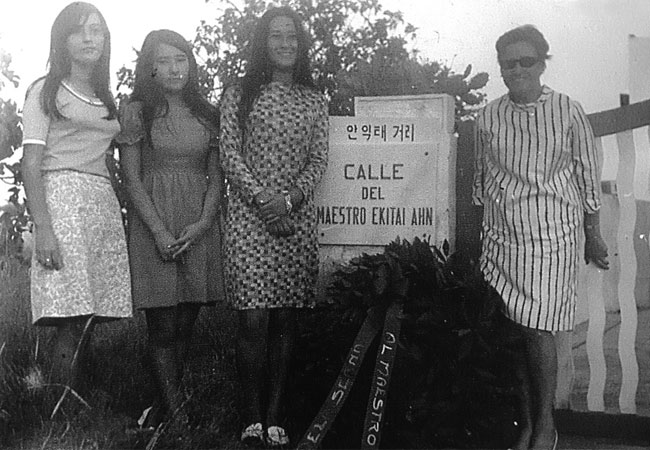 안익태 거리
CALLE
DEL
MAESTRO EKITAI AHN
AL MAESTRO